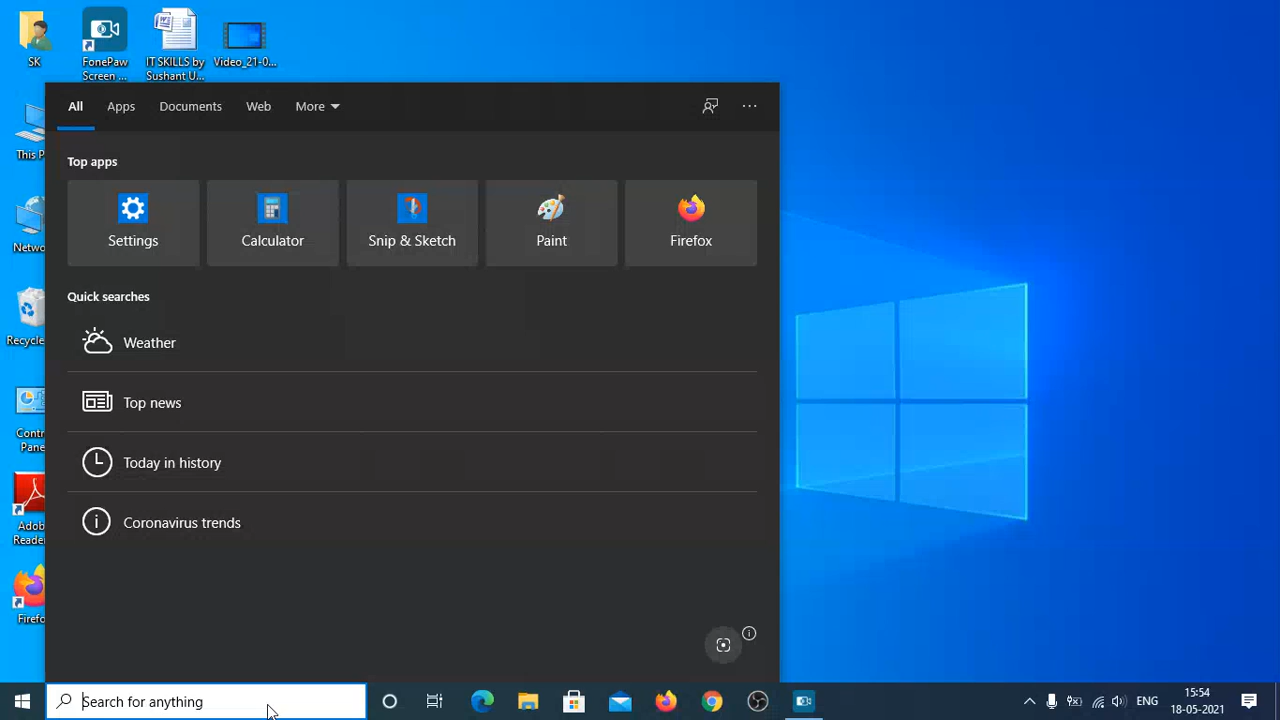 SK
FonePaw
Screen ...
IT SKILLS by
Sushant U...
Video_21-0...
This P
Netwo
Recycle
Contr
Pane
Adob
Reade
Firefo
All
Apps
Documents
Web
More
Top apps
Settings
Calculator
Snip & Sketch
Paint
Firefox
Quick searches
Weather
Top news
Today in history
Coronavirus trends
Search for anything
ENG
15:54
18-05-2021